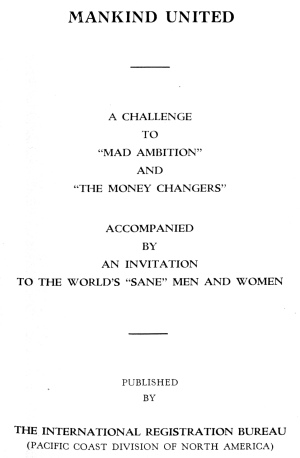 MANKIND UNITED
A CHALLENGE
TO
"MAD AMBITION"
AND
"THE MONEY CHANGERS"
ACCOMPANIED
BY
AN INVITATION
TO THE WORLD'S "SANE" MEN AND WOMEN
PUBLISHED
BY
THE INTERNATIONAL REGISTRATION BUREAU
(PACIFIC COAST DIVISION OF NORTH AMERICA)